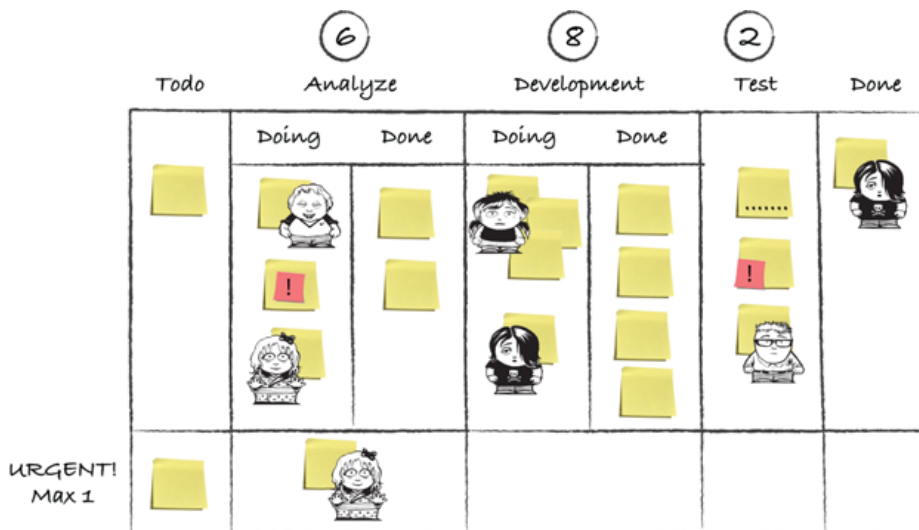 6
8
2
Todo
Analyze
Development
Test
Done
Doing
Done
Doing
Done
!
!
.......
URGENT!
Max 1